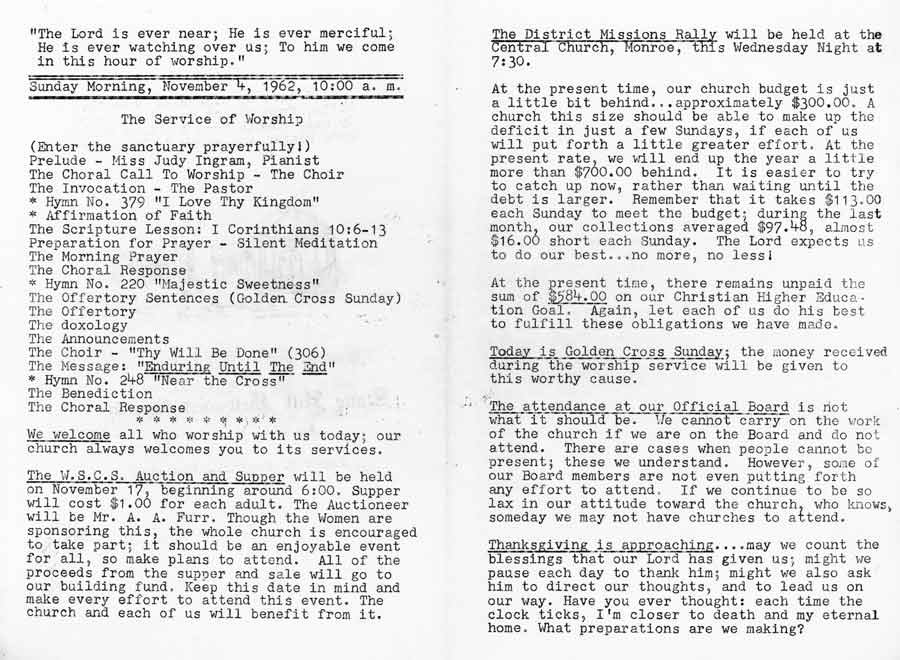 "The Lord is ever near; He is ever merciful;
He is ever watching over us; To him we come
in this hour of worship."
Sunday Morning, November 4, 1962, 10:00 a. m.
The Service of Worship
(Enter the sanctuary prayerfully!)
Prelude - Miss Judy Ingram, Pianist
The Choral Call To Worship - The Choir
The Invocation - The Pastor
* Hymn No. 379 "I Love Thy Kingdom"
* Affirmation of Faith
The Scripture Lesson: I Corinthians 10:6-13
Preparation for Prayer - Silent Meditation
The Morning Prayer
The Choral Response
* Hymn No. 220 "Majestic Sweetness"
The Offertory Sentences (Golden Cross Sunday)
The Offertory
The doxology
The Announcements
The Choir - "Thy Will Be Done" (306)
The Message: "Enduring Until The End"
* Hymn No. 248 "Near the Cross"
The Benediction
The Choral Response
* * * * * * * * *
We welcome all who worship with us today; our
church always welcomes you to its services.
The W.S.C.S. Auction and Supper will be held
on November 17, beginning around 6:00. Supper
will cost $1.00 for each adult. The Auctioneer
will be Mr. A. A. Furr. Though the Women are
sponsoring this, the whole church is encouraged
to take part; it should be an enjoyable event
for all, so make plans to attend. All of the
proceeds from the supper and sale will go to
our building fund. Keep this date in mind and
make every effort to attend this event. The
church and each of us will benefit from it.
The District Missions Rally will be held at the
Central Church, Monroe, this Wednesday Night at
7:30.
At the present time, our church budget is just
a little bit behind...approximately $300.00. A
church this size should be able to make up the
deficit in just a few Sundays, if each of us
will put forth a little greater effort. At the
present rate, we will end up the year a little
more than $700.00 behind. It is easier to try
to catch up now, rather than waiting until the
debt is larger. Remember that it takes $113.00
each Sunday to meet the budget; during the last
month, our collections averaged $97.48, almost
$16.00 short each Sunday. The Lord expects us
to do our best...no more, no less!
At the present time, there remains unpaid the
sum of $584.00 on our Christian Higher Educa-
tion Goal. Again, let each of us do his best
to fulfill these obligations we have made.
Today is Golden Cross Sunday; the money received
during the worship service will be given to
this worthy cause.
The attendance at our Official Board is not
what it should be. We cannot carry on the work
of the church if we are on the Board and do not
attend. There are cases when people cannot be
present; these we understand. However, some of
our Board members are not even putting forth
any effort to attend. If we continue to be so
lax in our attitude toward the church, who knows,
someday we may not have churches to attend.
Thanksgiving is approaching....may we count the
blessings that our Lord has given us; might we
pause each day to thank him; might we also ask
him to direct our thoughts, and to lead us on
our way. Have you ever thought: each time the
clock ticks, I'm closer to death and my eternal
home. What preparations are we making?